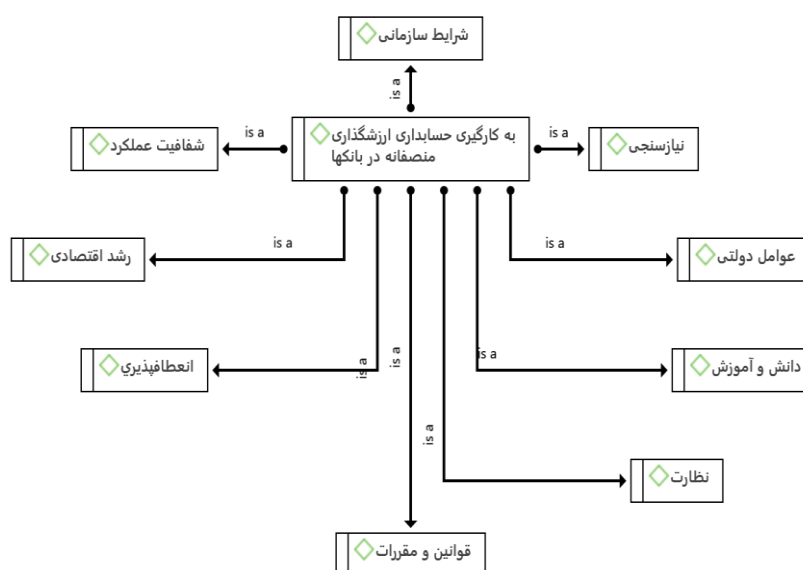 شرایط سازمانی
is a
به کارگیری حسابداری ارزشگذاری
منصفانه در بانکها
is a
نیازسنجی
is a
شفافیت عملکرد
is a
عوامل دولتی
is a
رشد اقتصادی
is a
دانش و آموزش
is a
انعطافپذيري
is a
نظارت
is a
قوانین و مقررات